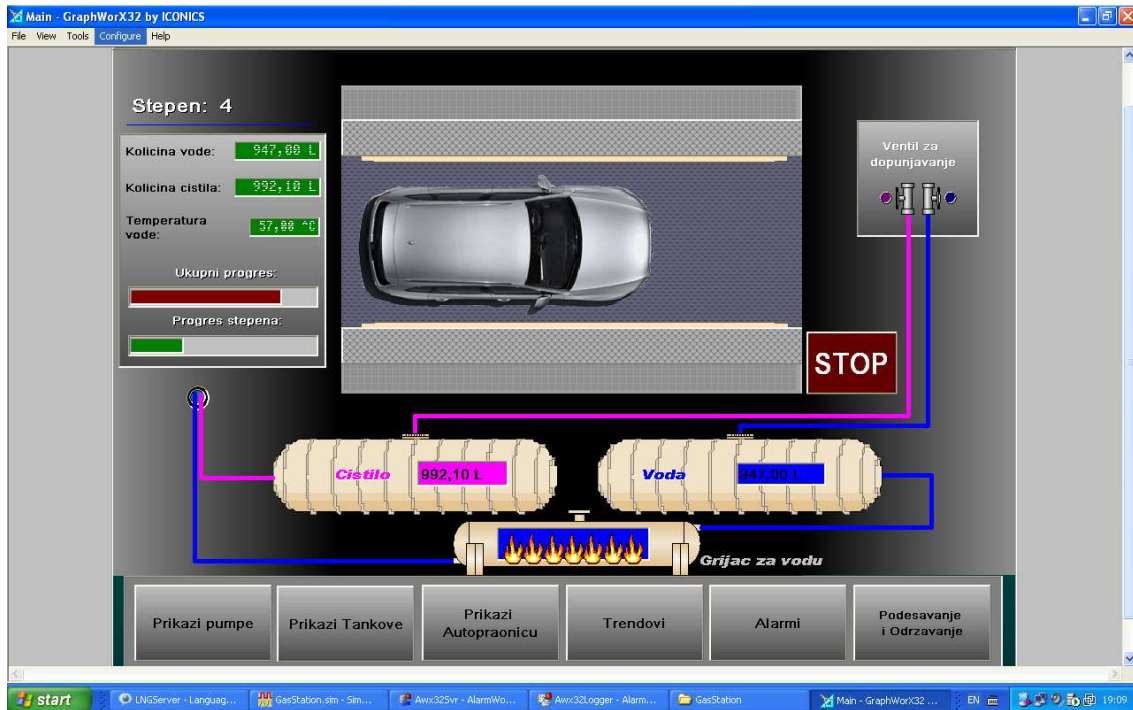 Main - GraphWorX32 by ICONICS
File View Tools Configure Help
Stepen: 4
Kolicina vode: 947,00 L
Kolicina cistila: 992,10 L
Temperatura
vode: 57,00 ^C
Ukupni progres:
Progres stepena:
Ventil za
dopunjavanje
STOP
Cistilo 992,10 L
Voda 947,00 L
Grijac za vodu
Prikazi pumpe
Prikazi Tankove
Prikazi
Autopraonicu
Trendovi
Alarmi
Podesavanje
i Odrzavanje
start LNGServer - Languag... GasStation.sim - Sim... Awx32Svr - AlarmWo... Awx32Logger - Alarm... GasStation Main - GraphWorX32 ... EN 19:09